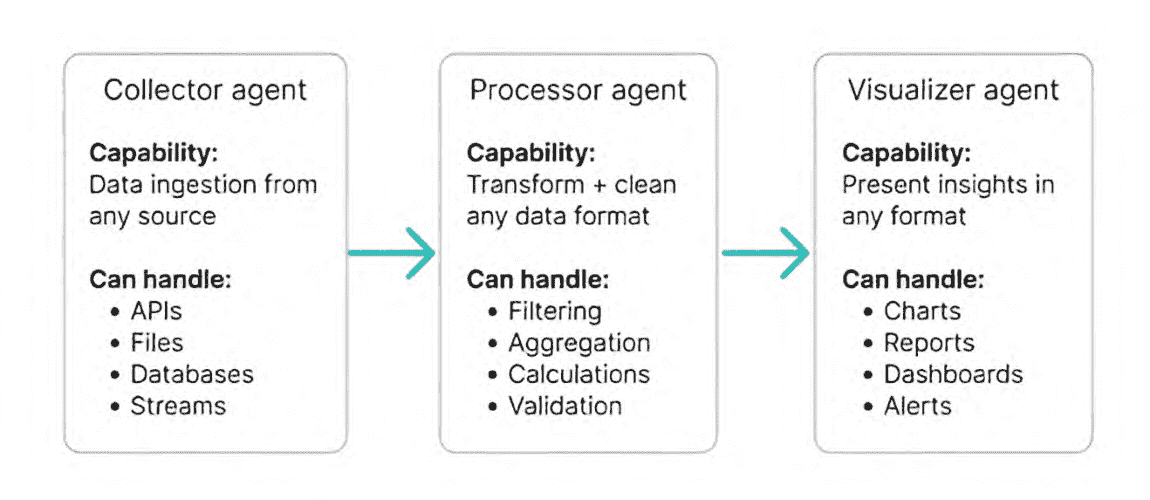 Collector agent
Capability:
Data ingestion from
any source
Can handle:
• APIs
• Files
• Databases
• Streams
Processor agent
Capability:
Transform + clean
any data format
Can handle:
• Filtering
• Aggregation
• Calculations
• Validation
Visualizer agent
Capability:
Present insights in
any format
Can handle:
• Charts
• Reports
• Dashboards
• Alerts